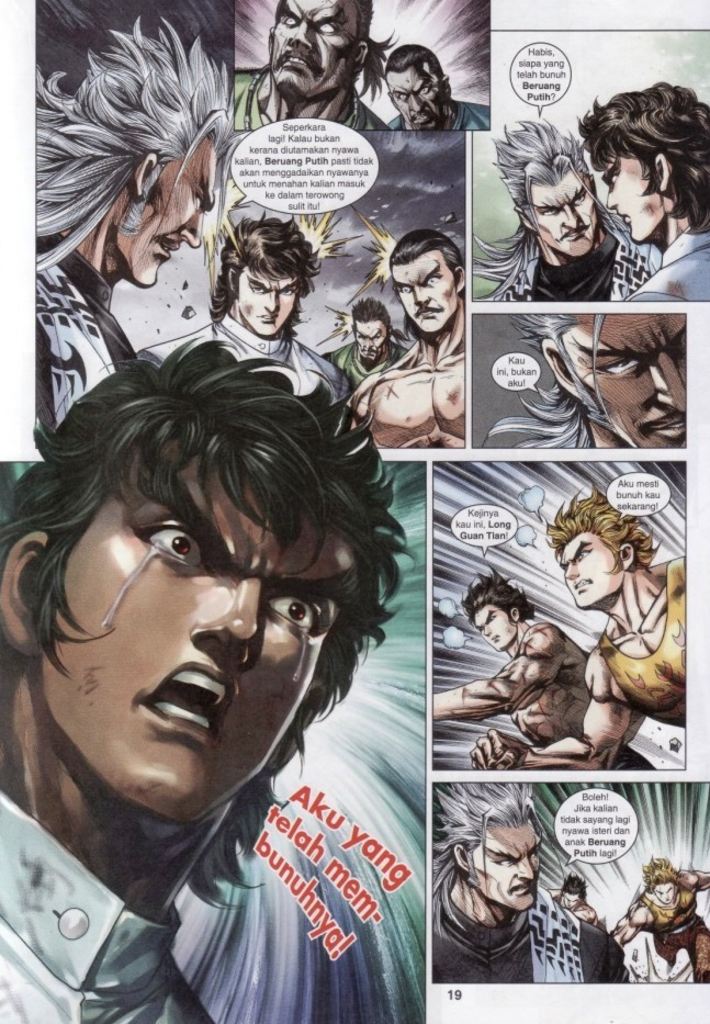 Seperkara
lagi! Kalau bukan
kerana diutamakan nyawa
kalian, Beruang Putih pasti tidak
akan menggadaikan nyawanya
untuk menahan kalian masuk
ke dalam terowong
sulit itu!
Habis,
siapa yang
telah bunuh
Beruang
Putih?
Kau
ini, bukan
aku!
Aku yang
telah mem-
bunuhnya!
Kejinya
kau ini, Long
Guan Tian!
Aku mesti
bunuh kau
sekarang!
Boleh!
Jika kalian
tidak sayang lagi
nyawa isteri dan
anak Beruang
Putih lagi!
19